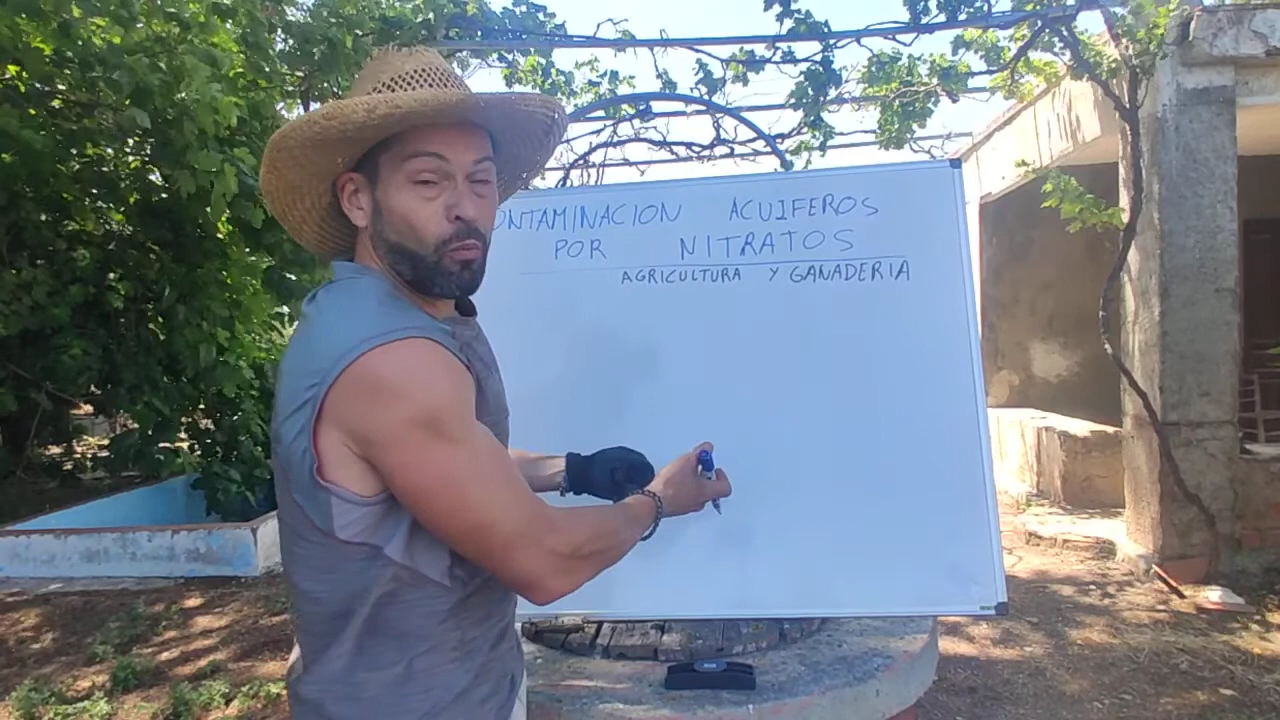 ONTAMINACION ACUIFEROS
POR NITRATOS
AGRICULTURA Y GANADERIA